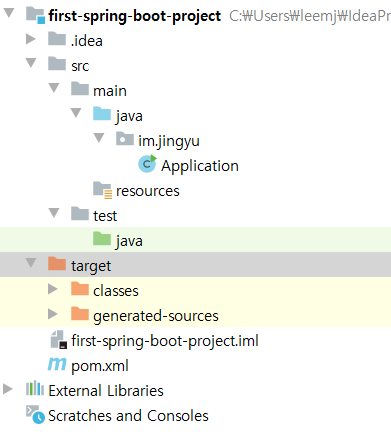 first-spring-boot-project C:₩Users₩leemj₩IdeaPr
.idea
src
main
java
im.jingyu
Application
resources
test
java
target
classes
generated-sources
first-spring-boot-project.iml
pom.xml
External Libraries
Scratches and Consoles